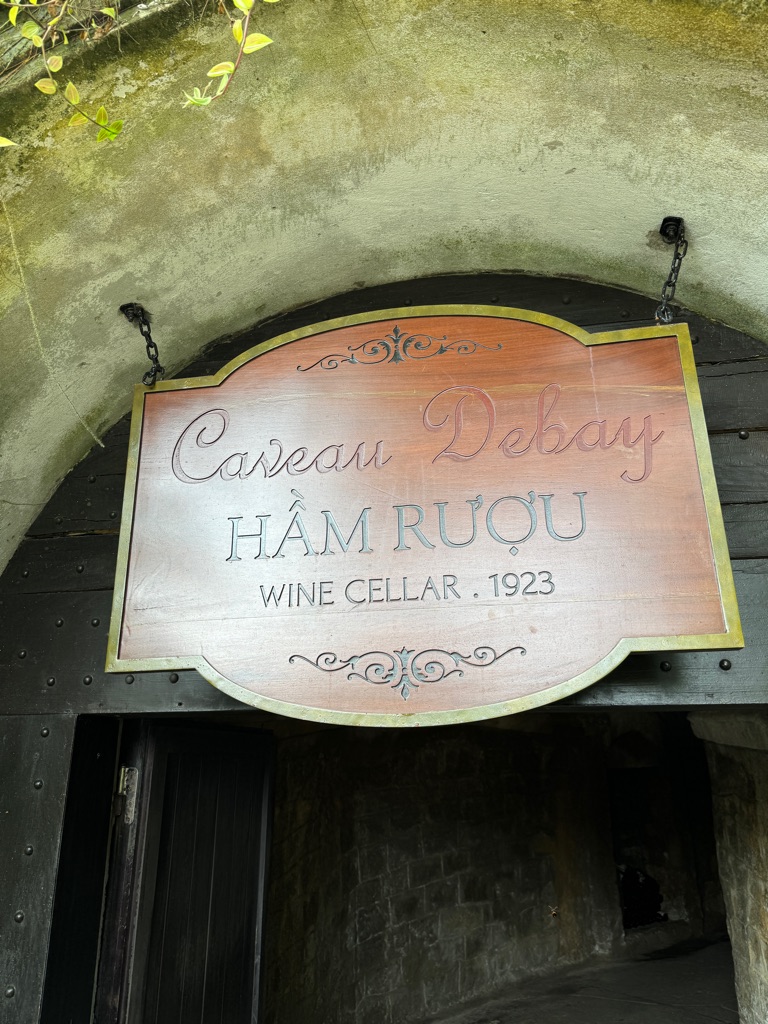 Caveau Debay
HẦM RƯỢU
WINE CELLAR . 1923